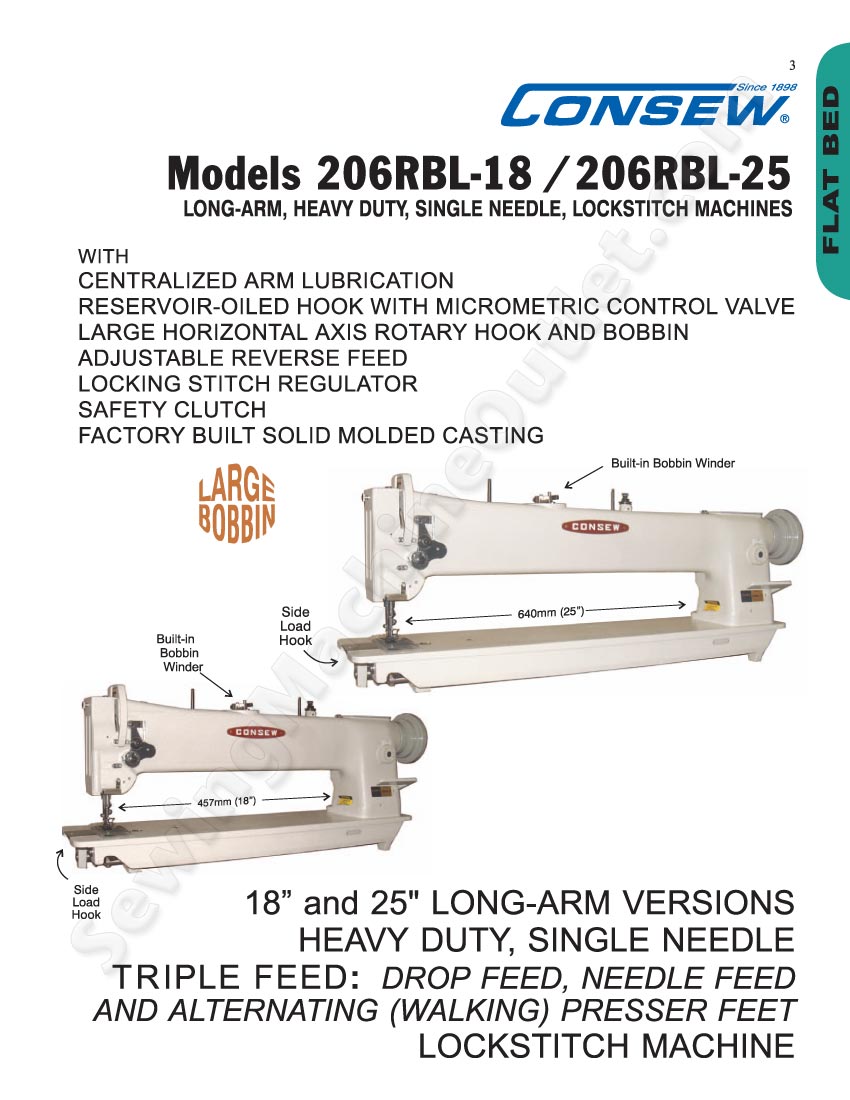 3
Since 1898
CONSEW®
FLAT BED
Models 206RBL-18 / 206RBL-25
LONG-ARM, HEAVY DUTY, SINGLE NEEDLE, LOCKSTITCH MACHINES
WITH
CENTRALIZED ARM LUBRICATION
RESERVOIR-OILED HOOK WITH MICROMETRIC CONTROL VALVE
LARGE HORIZONTAL AXIS ROTARY HOOK AND BOBBIN
ADJUSTABLE REVERSE FEED
LOCKING STITCH REGULATOR
SAFETY CLUTCH
FACTORY BUILT SOLID MOLDED CASTING
LARGE
BOBBIN
Built-in Bobbin Winder
CONSEW
640mm (25")
Side
Load
Hook
Built-in
Bobbin
Winder
CONSEW
457mm (18")
Side
Load
Hook
18” and 25" LONG-ARM VERSIONS
HEAVY DUTY, SINGLE NEEDLE
TRIPLE FEED: DROP FEED, NEEDLE FEED
AND ALTERNATING (WALKING) PRESSER FEET
LOCKSTITCH MACHINE
SewingMachineOutlet.com